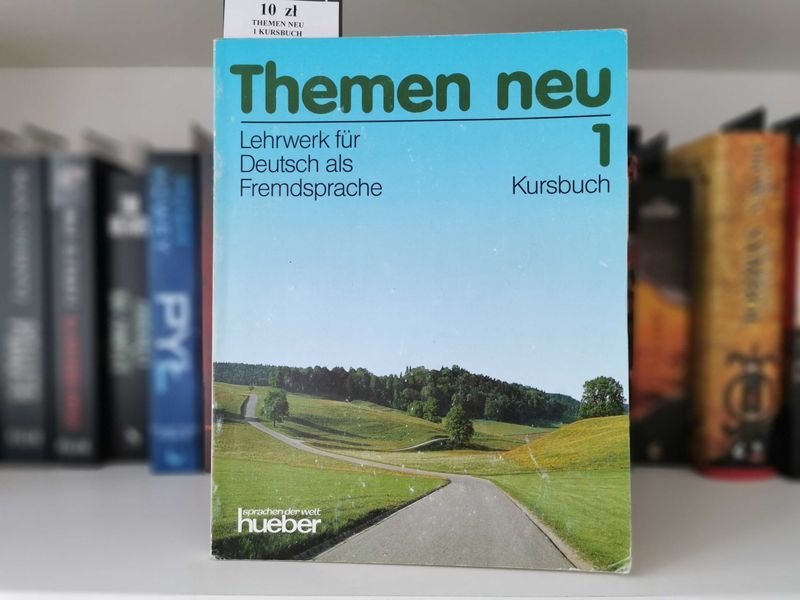 10 zł
THEMEN NEU
1 KURSBUCH
Themen neu
1
Lehrwerk für
Deutsch als
Fremdsprache
Kursbuch
sprachen der welt
hueber
PYŁ